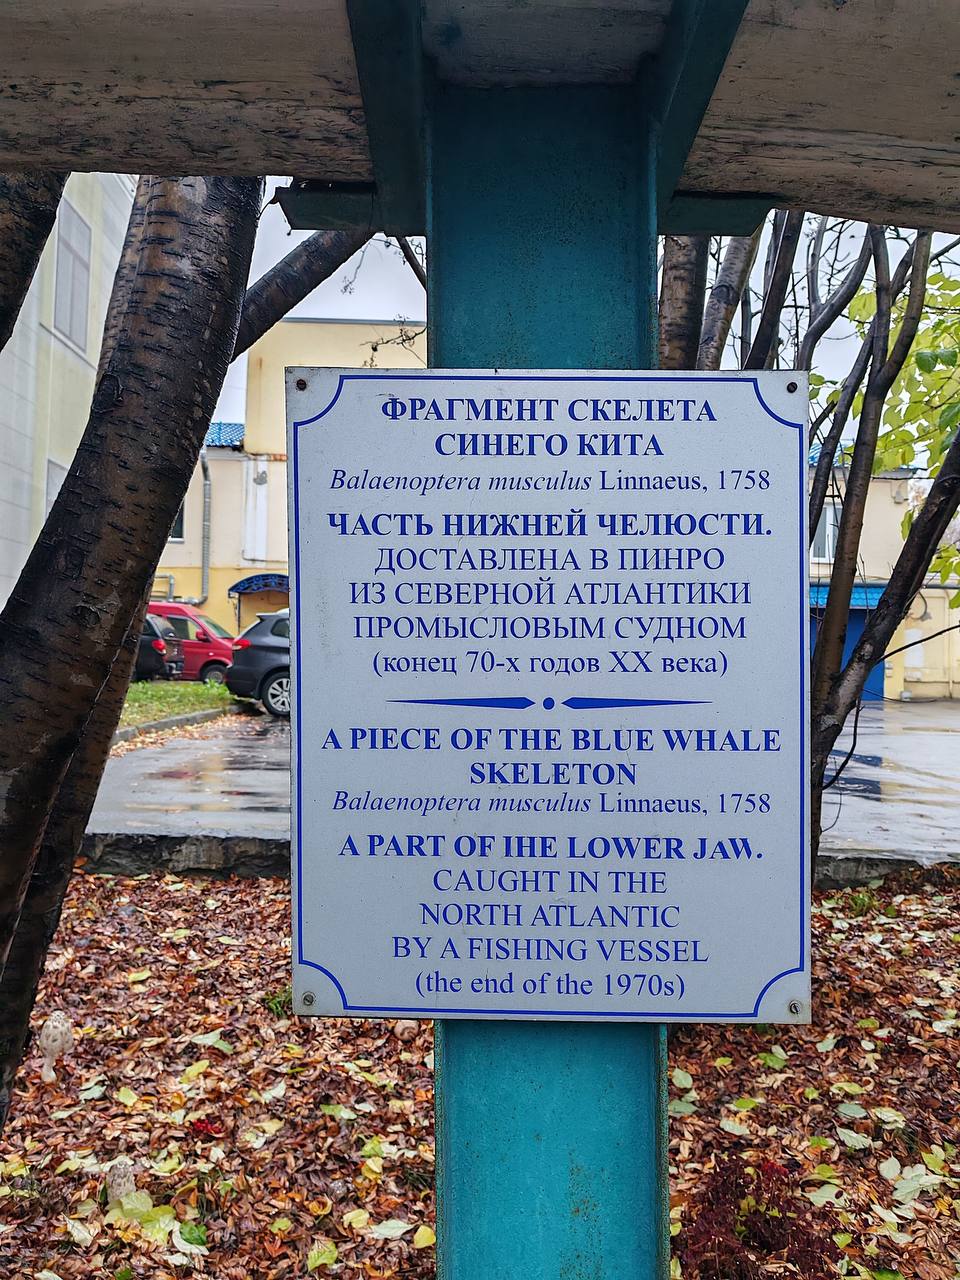 ФРАГМЕНТ СКЕЛЕТА
СИНЕГО КИТА
Balaenoptera musculus Linnaeus, 1758
ЧАСТЬ НИЖНЕЙ ЧЕЛЮСТИ.
ДОСТАВЛЕНА В ПИНРО
ИЗ СЕВЕРНОЙ АТЛАНТИКИ
ПРОМЫСЛОВЫМ СУДНОМ
(конец 70-х годов XX века)
A PIECE OF THE BLUE WHALE
SKELETON
Balaenoptera musculus Linnaeus, 1758
A PART OF IHE LOWER JAW.
CAUGHT IN THE
NORTH ATLANTIC
BY A FISHING VESSEL
(the end of the 1970s)